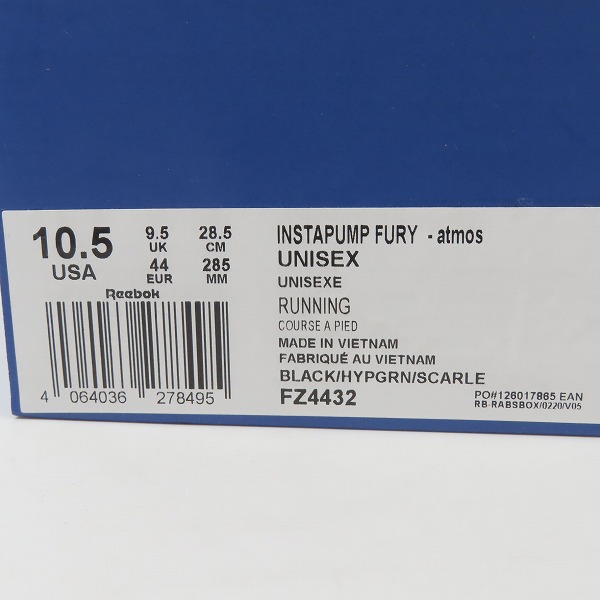 10.5 9.5 28.5
USA UK CM
44 285
EUR MM
Reebok
4 064036 278495
INSTAPUMP FURY - atmos
UNISEX
UNISEXE
RUNNING
COURSE A PIED
MADE IN VIETNAM
FABRIQUÉ AU VIETNAM
BLACK/HYPGRN/SCARLE
FZ4432
PO#126017865 EAN
RB-RABSBOX/0220/V05